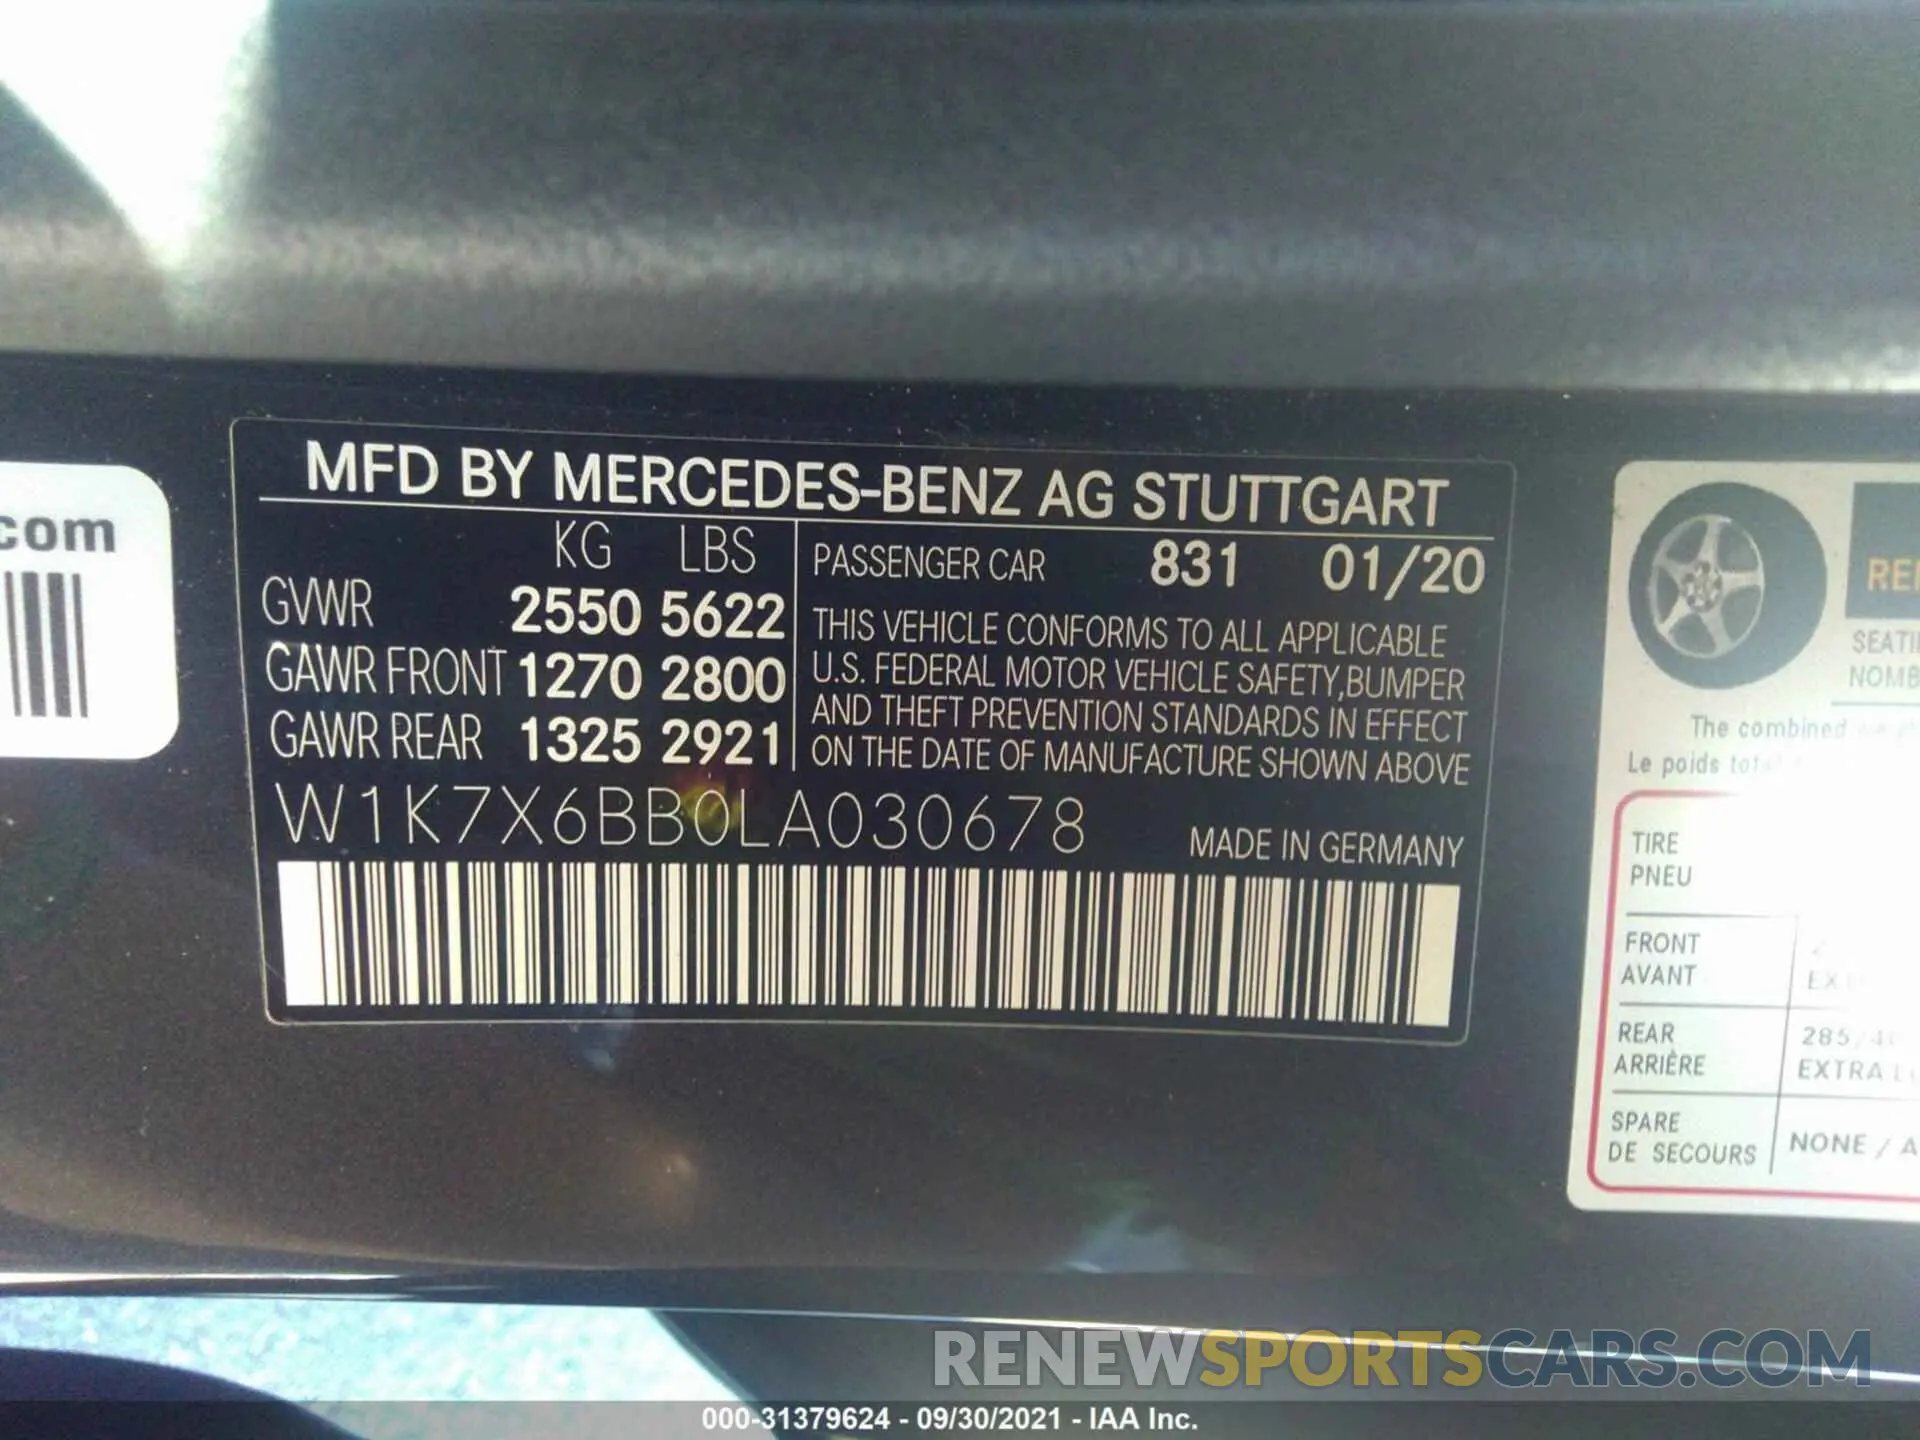 MFD BY MERCEDES-BENZ AG STUTTGART
KG LBS
GVWR 2550 5622
GAWR FRONT 1270 2800
GAWR REAR 1325 2921
PASSENGER CAR 831 01/20
THIS VEHICLE CONFORMS TO ALL APPLICABLE
U.S. FEDERAL MOTOR VEHICLE SAFETY, BUMPER
AND THEFT PREVENTION STANDARDS IN EFFECT
ON THE DATE OF MANUFACTURE SHOWN ABOVE
W1K7X6BB0LA030678
MADE IN GERMANY
.com
The combined
Le poids total
TIRE
PNEU
FRONT
AVANT
REAR
ARRIÈRE
EXTRA
SPARE
DE SECOURS
NONE /
RENEWSPORTSCARS.COM
000-31379624 - 09/30/2021 - IAA Inc.